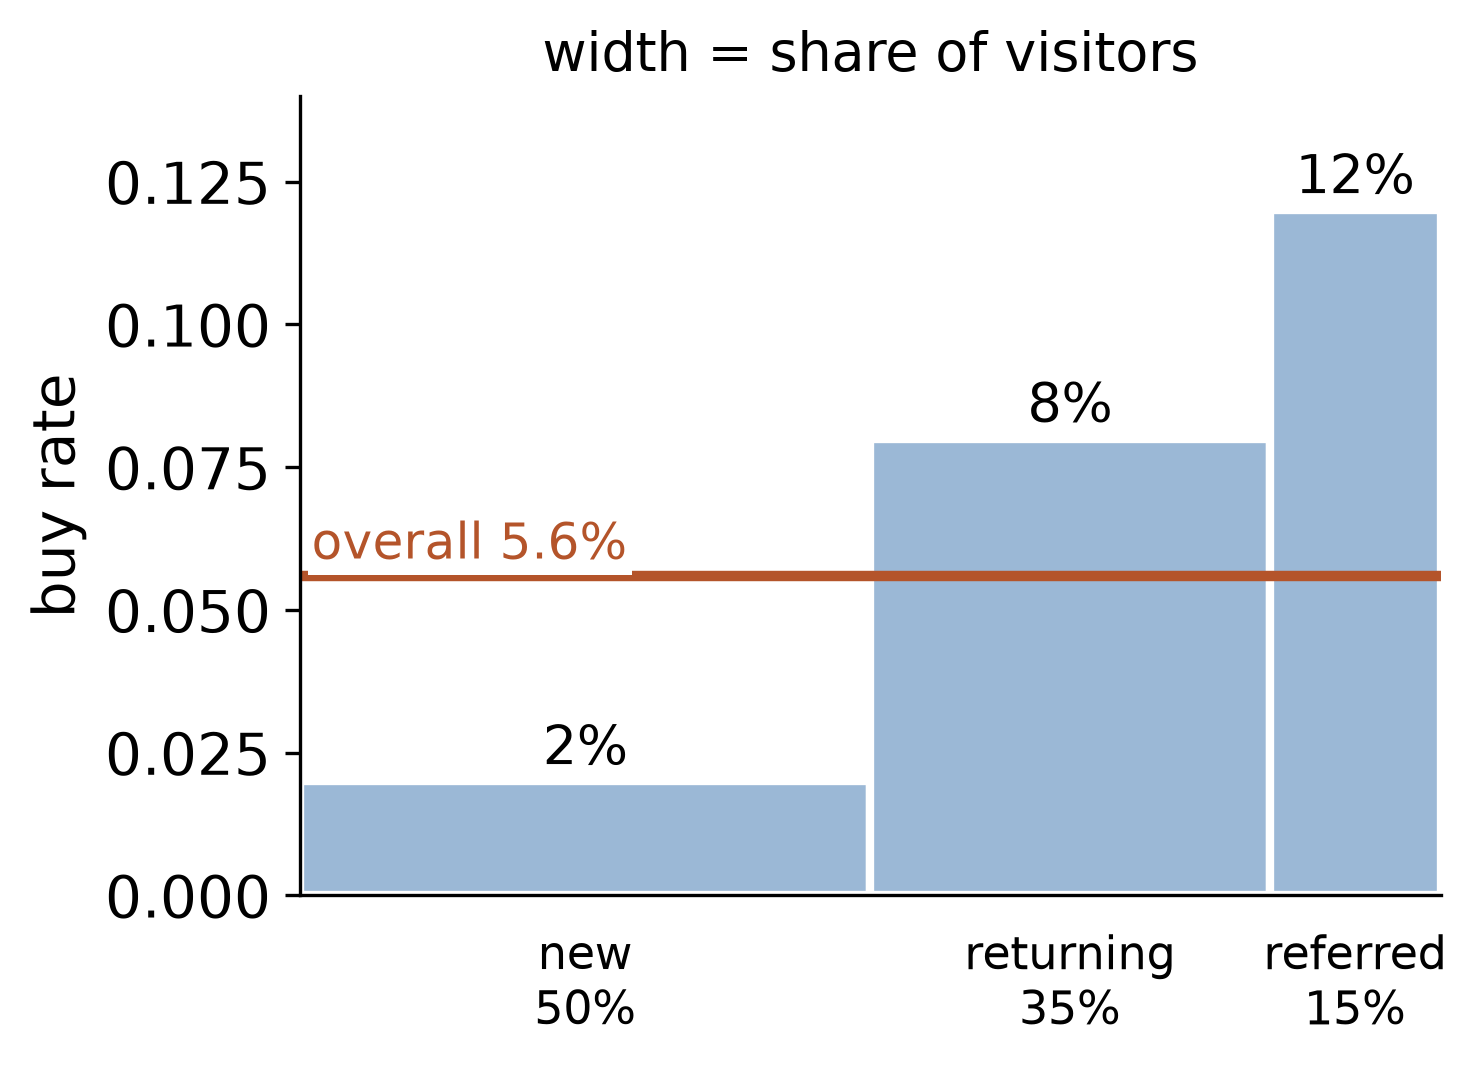 width = share of visitors
buy rate
0.125
0.100
0.075
0.050
0.025
0.000
12%
8%
overall 5.6%
2%
new
50%
returning
35%
referred
15%